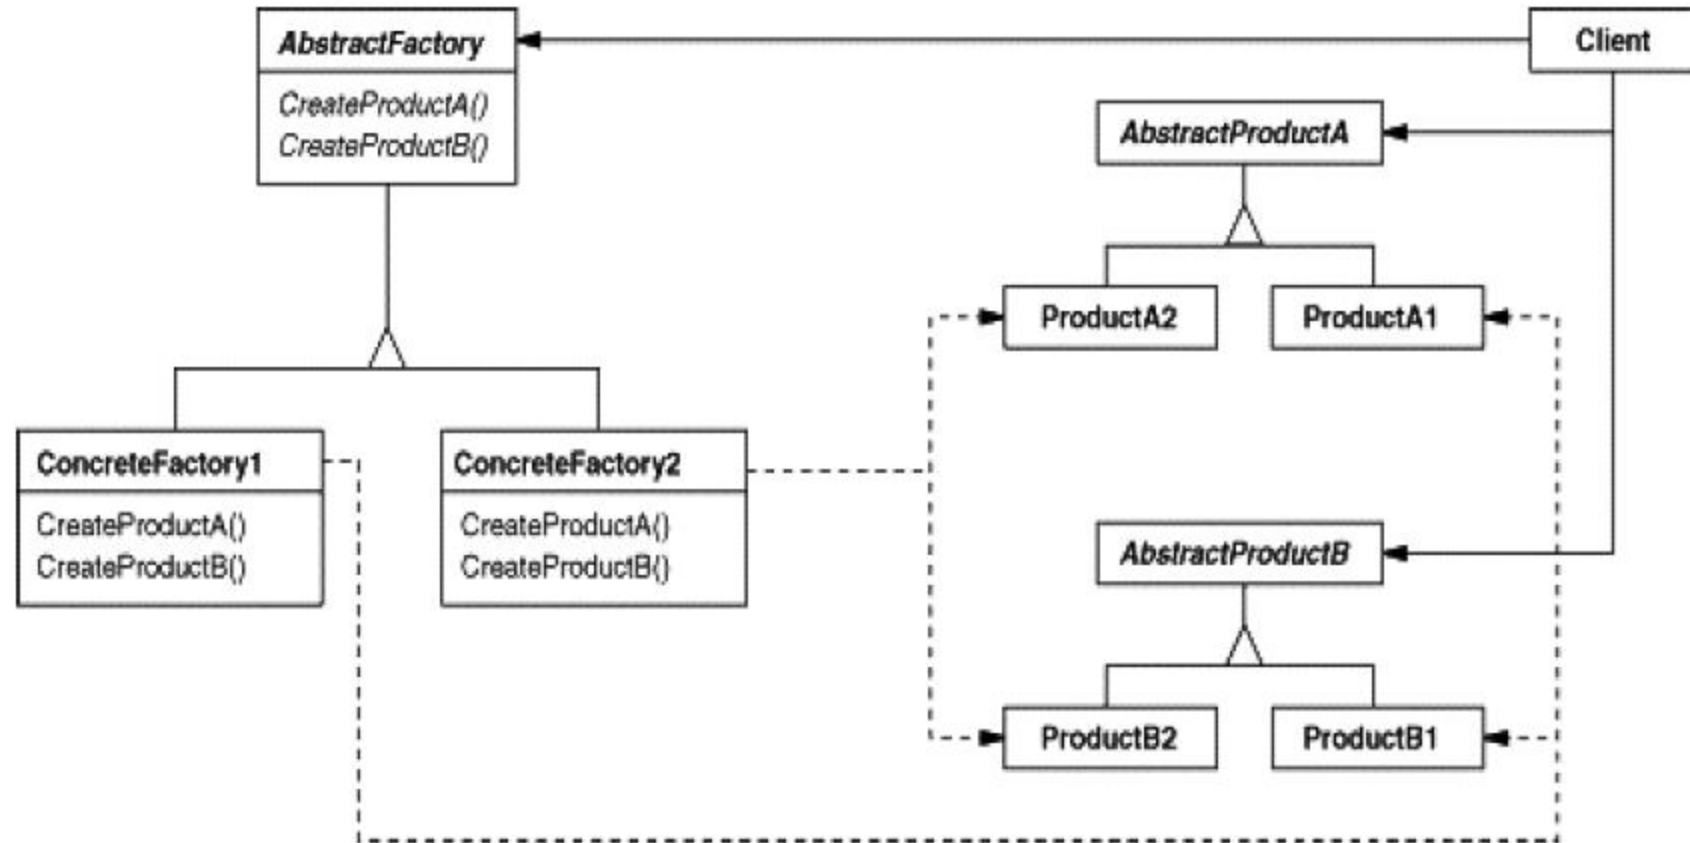 AbstractFactory
CreateProductA()
CreateProductB()
Client
AbstractProductA
ProductA2
ProductA1
ConcreteFactory1
CreateProductA()
CreateProductB()
ConcreteFactory2
CreateProductA()
CreateProductB()
AbstractProductB
ProductB2
ProductB1